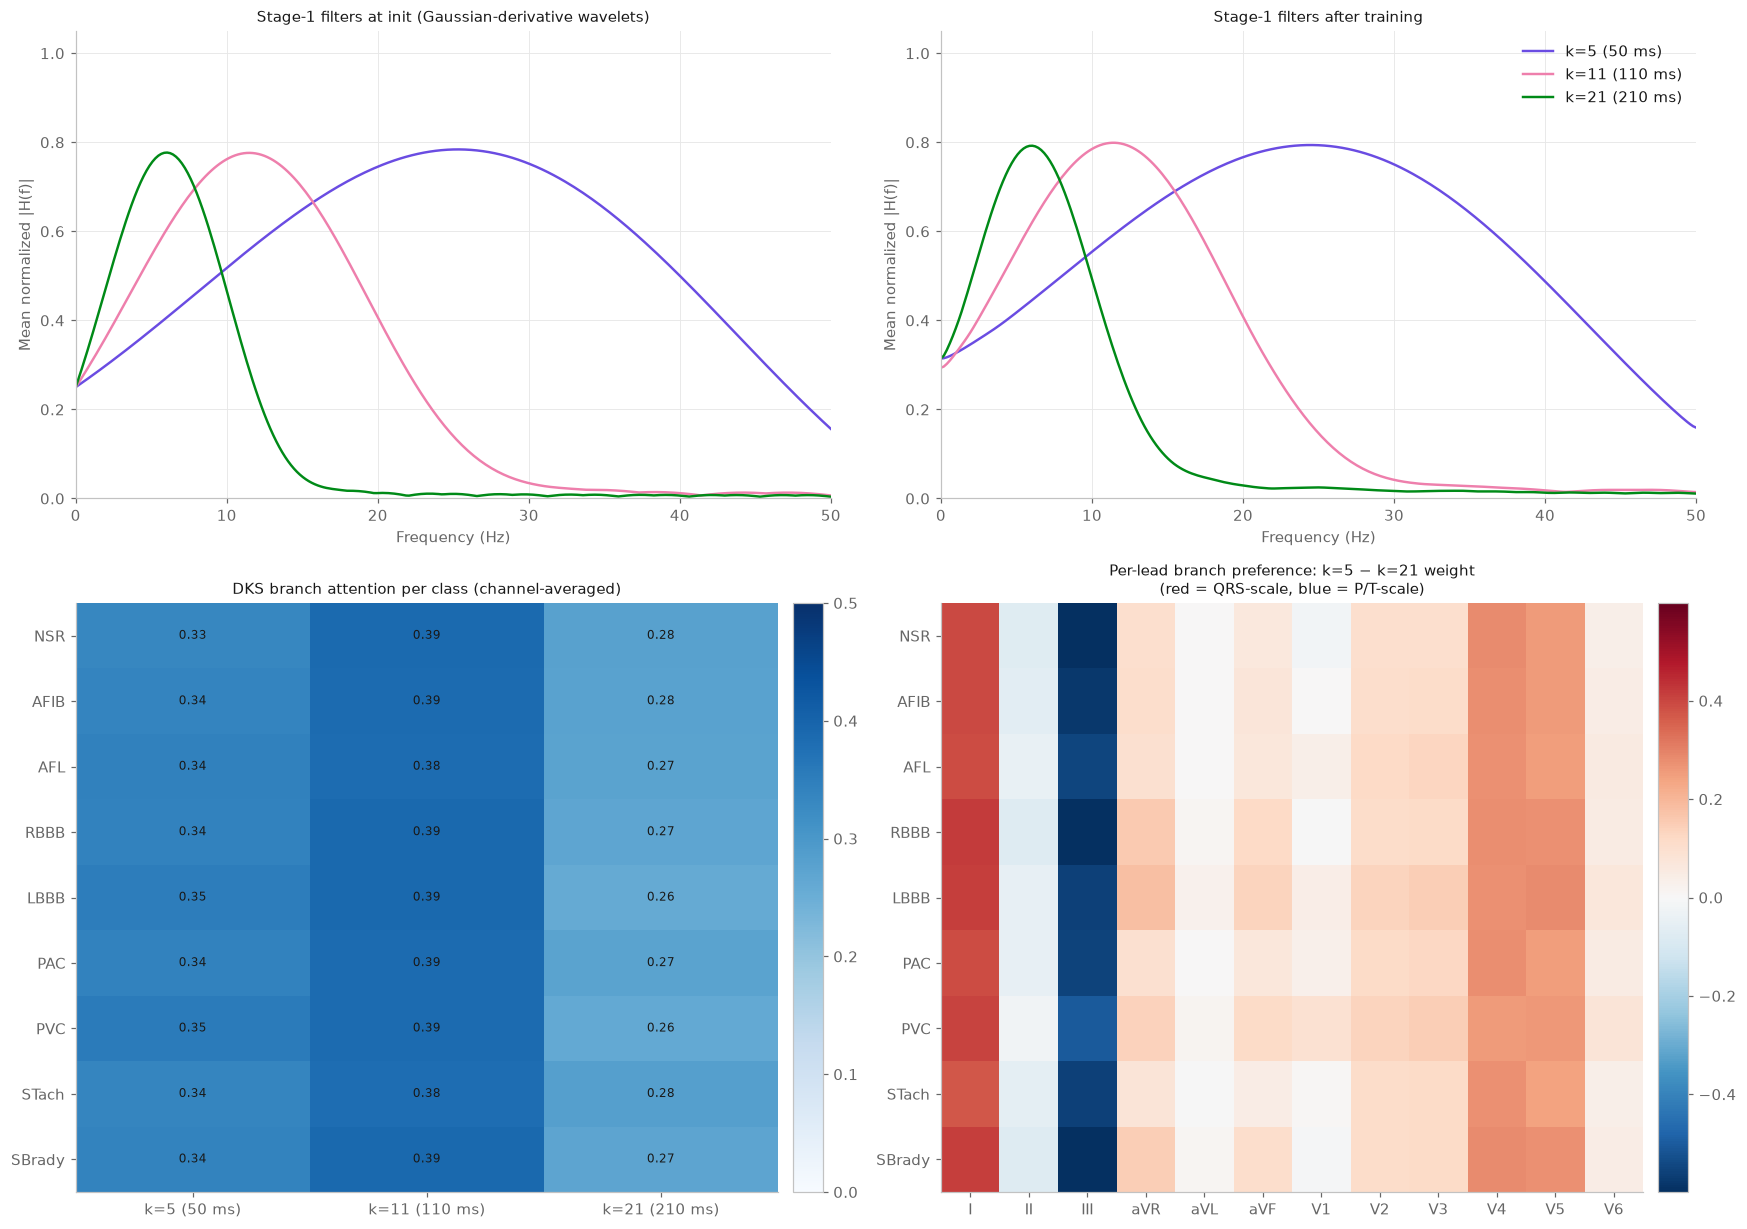 Stage-1 filters at init (Gaussian-derivative wavelets)
1.0
0.8
0.6
0.4
0.2
0.0
Mean normalized |H(f)|
0
10
20
30
40
50
Frequency (Hz)
Stage-1 filters after training
k=5 (50 ms)
k=11 (110 ms)
k=21 (210 ms)
1.0
0.8
0.6
0.4
0.2
0.0
Mean normalized |H(f)|
0
10
20
30
40
50
Frequency (Hz)
DKS branch attention per class (channel-averaged)
NSR 0.33 0.39 0.28
AFIB 0.34 0.39 0.28
AFL 0.34 0.38 0.27
RBBB 0.34 0.39 0.27
LBBB 0.35 0.39 0.26
PAC 0.34 0.39 0.27
PVC 0.35 0.39 0.26
STach 0.34 0.38 0.28
SBrady 0.34 0.39 0.27
k=5 (50 ms) k=11 (110 ms) k=21 (210 ms)
0.5
0.4
0.3
0.2
0.1
0.0
Per-lead branch preference: k=5 − k=21 weight
(red = QRS-scale, blue = P/T-scale)
NSR
AFIB
AFL
RBBB
LBBB
PAC
PVC
STach
SBrady
I II III aVR aVL aVF V1 V2 V3 V4 V5 V6
0.4
0.2
0.0
−0.2
−0.4